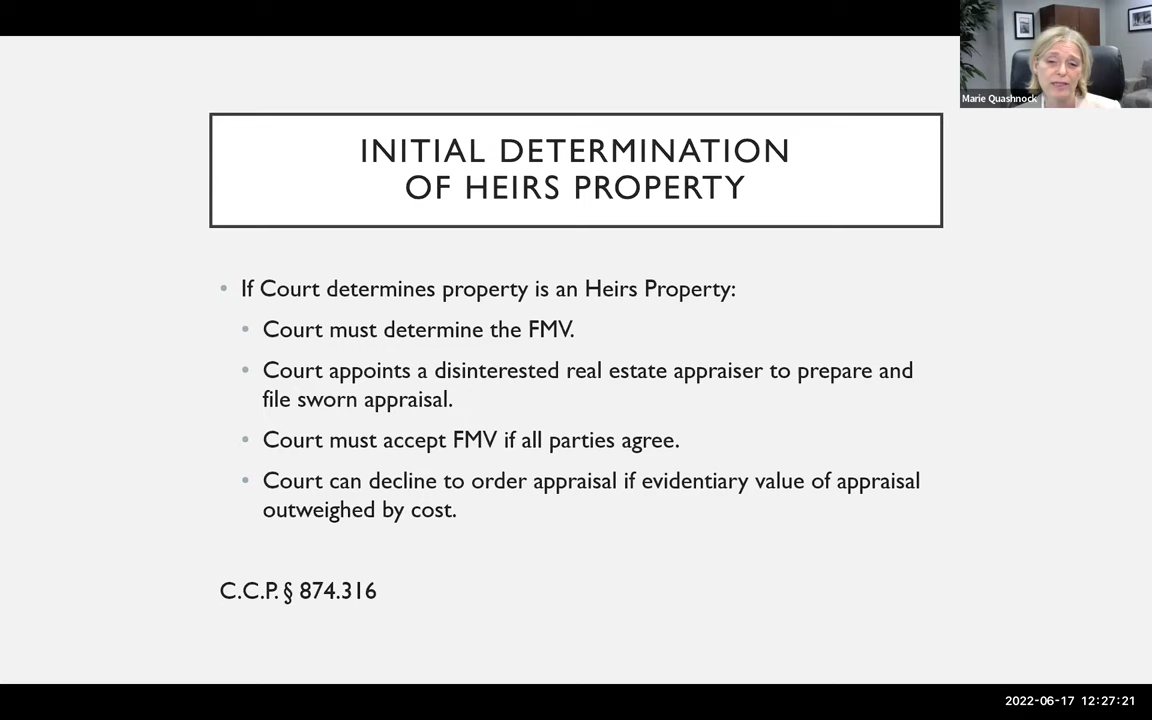 Marie Quashnock
INITIAL DETERMINATION
OF HEIRS PROPERTY
• If Court determines property is an Heirs Property:
• Court must determine the FMV.
• Court appoints a disinterested real estate appraiser to prepare and
file sworn appraisal.
• Court must accept FMV if all parties agree.
• Court can decline to order appraisal if evidentiary value of appraisal
outweighed by cost.
C.C.P. § 874.316
2022-06-17 12:27:21